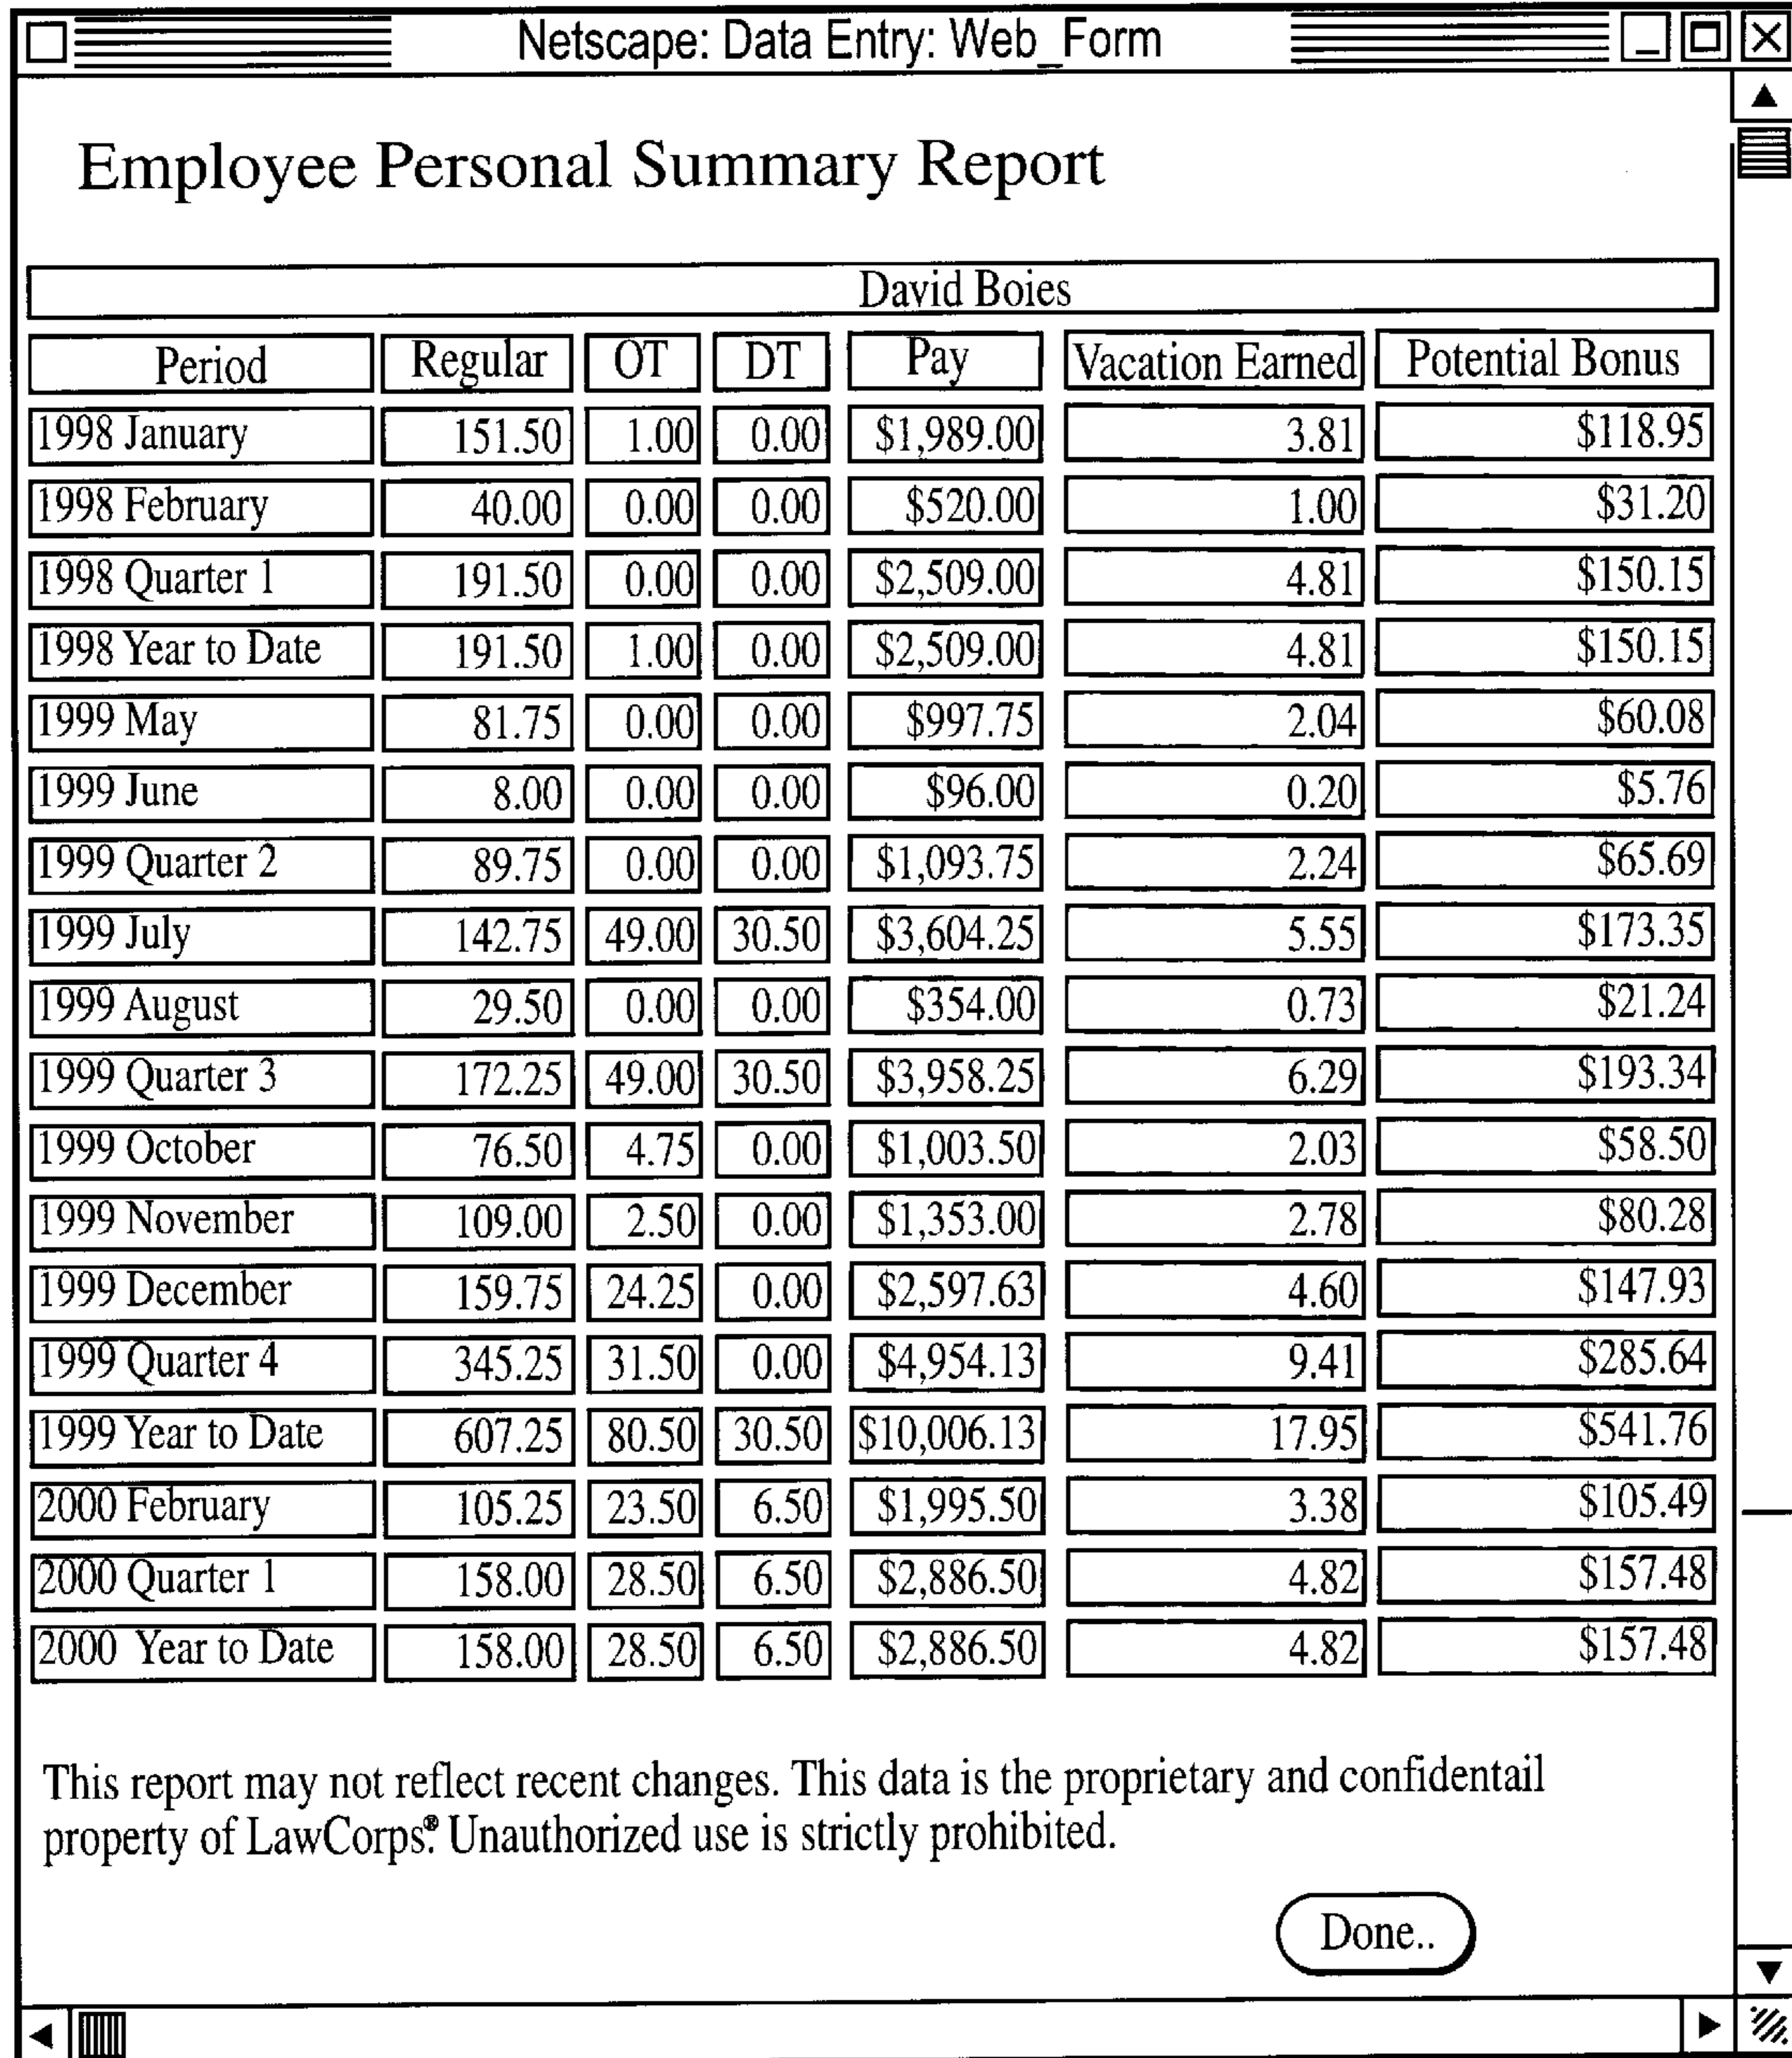 Netscape: Data Entry: Web_Form
Employee Personal Summary Report
David Boies
Period Regular OT DT Pay Vacation Earned Potential Bonus
1998 January 151.50 1.00 0.00 $1,989.00 3.81 $118.95
1998 February 40.00 0.00 0.00 $520.00 1.00 $31.20
1998 Quarter 1 191.50 0.00 0.00 $2,509.00 4.81 $150.15
1998 Year to Date 191.50 1.00 0.00 $2,509.00 4.81 $150.15
1999 May 81.75 0.00 0.00 $997.75 2.04 $60.08
1999 June 8.00 0.00 0.00 $96.00 0.20 $5.76
1999 Quarter 2 89.75 0.00 0.00 $1,093.75 2.24 $65.69
1999 July 142.75 49.00 30.50 $3,604.25 5.55 $173.35
1999 August 29.50 0.00 0.00 $354.00 0.73 $21.24
1999 Quarter 3 172.25 49.00 30.50 $3,958.25 6.29 $193.34
1999 October 76.50 4.75 0.00 $1,003.50 2.03 $58.50
1999 November 109.00 2.50 0.00 $1,353.00 2.78 $80.28
1999 December 159.75 24.25 0.00 $2,597.63 4.60 $147.93
1999 Quarter 4 345.25 31.50 0.00 $4,954.13 9.41 $285.64
1999 Year to Date 607.25 80.50 30.50 $10,006.13 17.95 $541.76
2000 February 105.25 23.50 6.50 $1,995.50 3.38 $105.49
2000 Quarter 1 158.00 28.50 6.50 $2,886.50 4.82 $157.48
2000 Year to Date 158.00 28.50 6.50 $2,886.50 4.82 $157.48
This report may not reflect recent changes. This data is the proprietary and confidentail
property of LawCorps®. Unauthorized use is strictly prohibited.
Done..